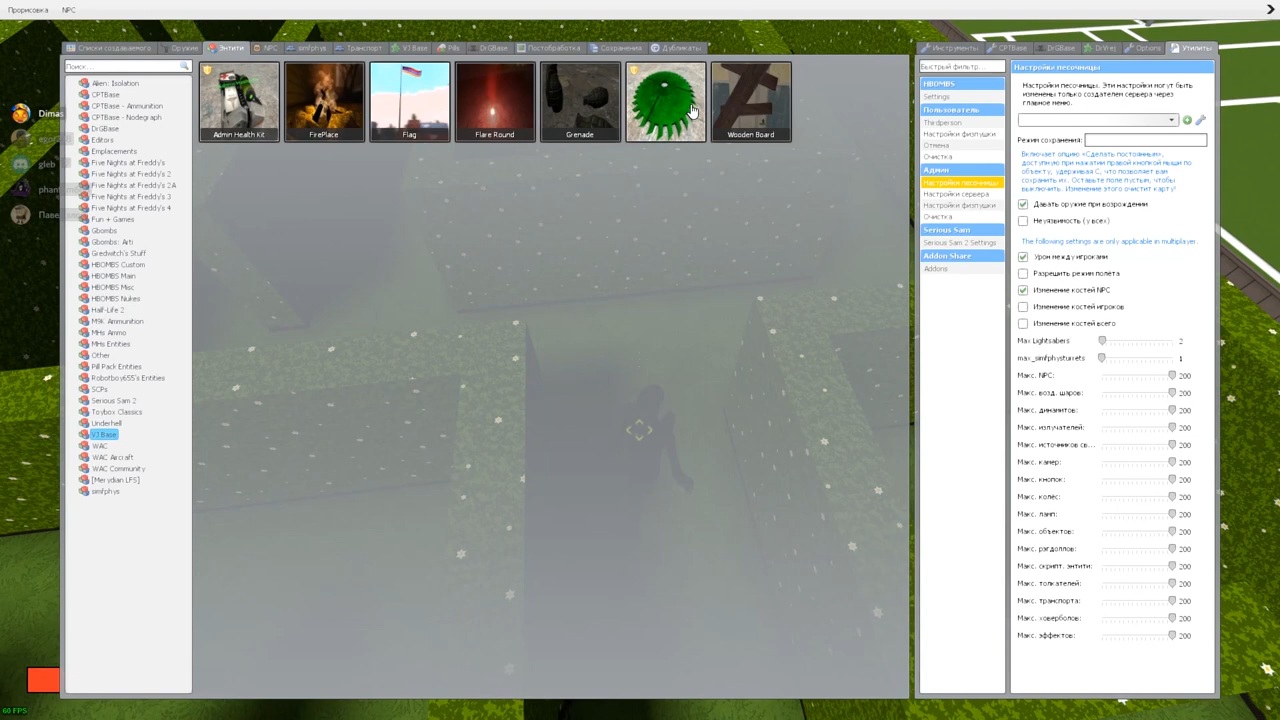 Прорисовка NPC
Списки создаваемого Оружие Энтити NPC simfphys Транспорт VJ Base Pills DrGBase Постобработка Сохранения Дубликаты
Поиск...
Alien: Isolation
CPTBase
CPTBase - Ammunition
CPTBase - Nodegraph
DrGBase
Editors
Emplacements
Five Nights at Freddy's
Five Nights at Freddy's 2
Five Nights at Freddy's 2A
Five Nights at Freddy's 3
Five Nights at Freddy's 4
Fun + Games
Gbombs
Gbombs: Arti
Gredwitch's Stuff
HBOMBS Custom
HBOMBS Main
HBOMBS Misc
HBOMBS Nukes
Half-Life 2
M9K Ammunition
MHs Ammo
MHs Entities
Other
Pill Pack Entities
Robotboy655's Entities
SCPs
Serious Sam 2
Toybox Classics
Underhell
VJ Base
WAC
WAC Aircraft
WAC Community
[Merydian LFS]
simfphys
Admin Health Kit
FirePlace
Flag
Flare Round
Grenade
Wooden Board
Dimas
gleb
phant
Паве
60 FPS
Инструменты CPTBase DrGBase DrVrej Options Утилиты
Быстрый фильтр...
HBOMBS
Settings
Пользователь
Thirdperson
Настройки физпушки
Отмена
Очистка
Админ
Настройки песочницы
Настройки сервера
Настройки физпушки
Очистка
Serious Sam
Serious Sam 2 Settings
Addon Share
Addons
Настройки песочницы
Настройки песочницы. Эти настройки могут быть
изменены только создателем сервера через
главное меню.
Режим сохранения:
Включает опцию «Сделать постоянным»,
доступную при нажатии правой кнопкой мыши по
объекту, удерживая C, что позволяет вам
сохранить их. Оставьте поле пустым, чтобы
выключить. Изменение этого очистит карту!
Давать оружие при возрождении
Неуязвимость (у всех)
The following settings are only applicable in multiplayer.
Урон между игроками
Разрешить режим полёта
Изменение костей NPC
Изменение костей игроков
Изменение костей всего
Max Lightsabers 2
max_simfphysturrets 1
Макс. NPC: 200
Макс. возд. шаров: 200
Макс. динамитов: 200
Макс. излучателей: 200
Макс. источников св... 200
Макс. камер: 200
Макс. кнопок: 200
Макс. колёс: 200
Макс. ламп: 200
Макс. объектов: 200
Макс. рэгдоллов: 200
Макс. скрипт. энтити: 200
Макс. толкателей: 200
Макс. транспорта: 200
Макс. ховерболов: 200
Макс. эффектов: 200